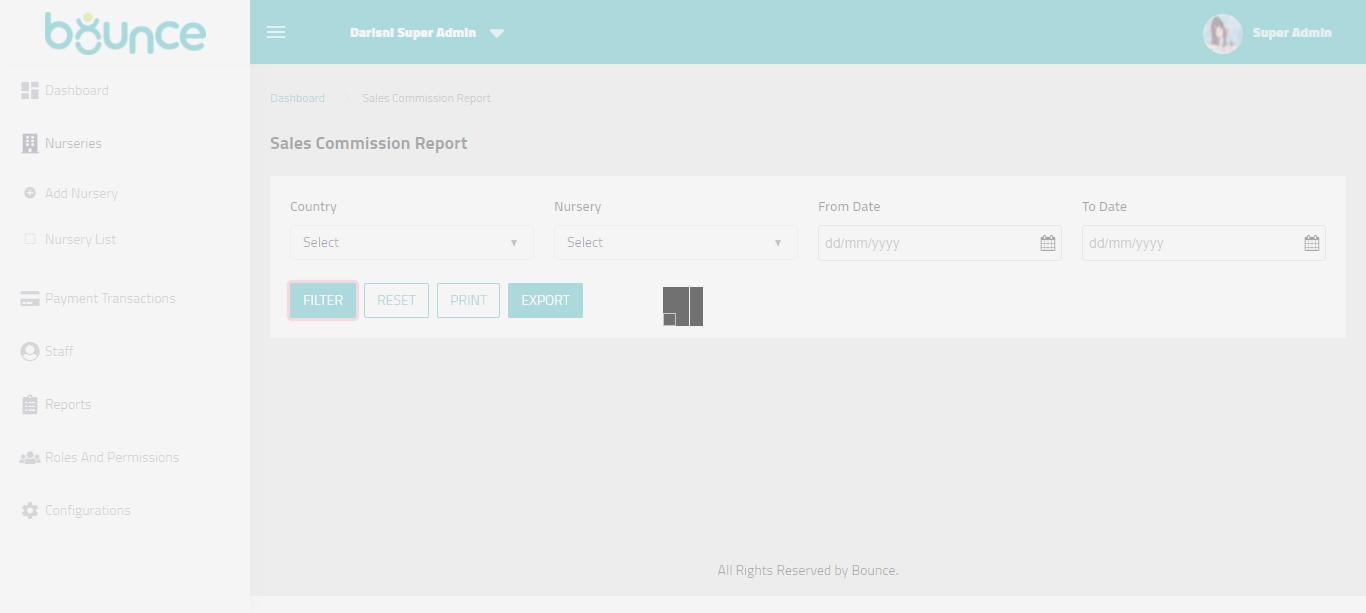 bounce
Darisni Super Admin
Super Admin
Dashboard
Nurseries
Add Nursery
Nursery List
Payment Transactions
Staff
Reports
Roles And Permissions
Configurations
Dashboard
Sales Commission Report
Sales Commission Report
Country
Nursery
From Date
To Date
Select
Select
dd/mm/yyyy
dd/mm/yyyy
FILTER
RESET
PRINT
EXPORT
All Rights Reserved by Bounce.